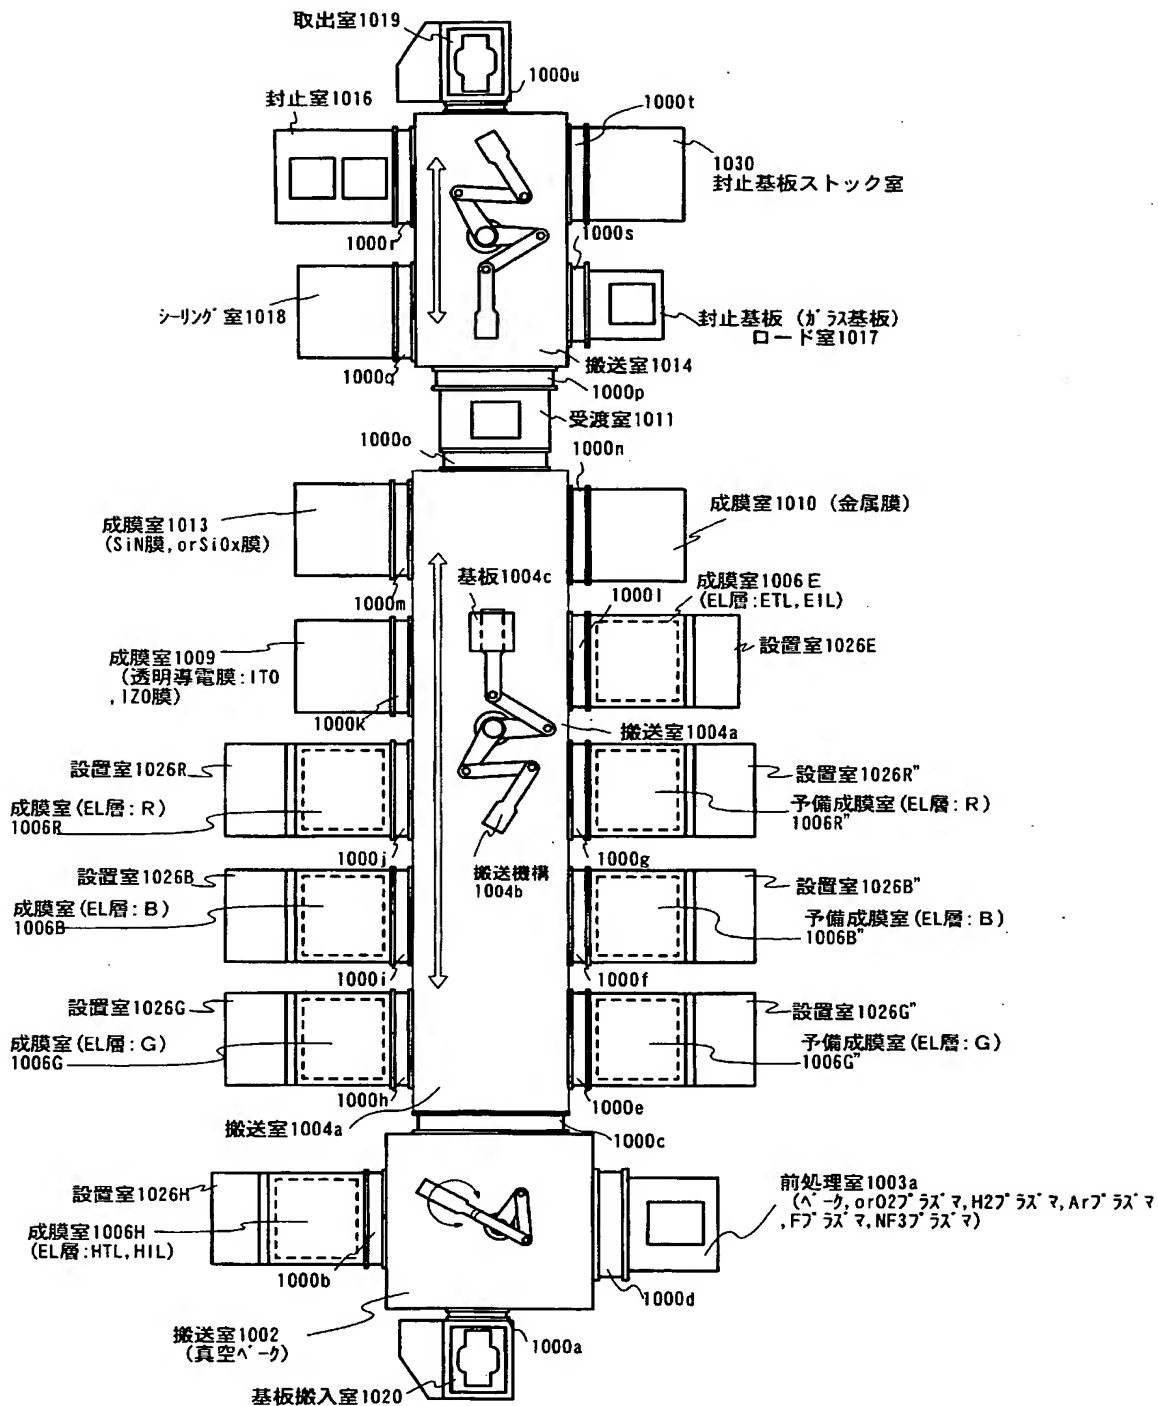 取出室1019
1000u
封止室1016
1000t
1030
封止基板ストック室
1000r
1000s
シーリング室1018
封止基板（ガラス基板）
ロード室1017
搬送室1014
1000q
1000p
受渡室1011
1000o
1000n
成膜室1013
(SiN膜,orSiOx膜)
成膜室1010（金属膜）
基板1004c
成膜室1006E
(EL層:ETL,EIL)
1000l
1000m
設置室1026E
成膜室1009
(透明導電膜:ITO
,IZO膜)
1000k
搬送室1004a
設置室1026R
設置室1026R"
成膜室(EL層:R)
1006R
予備成膜室(EL層:R)
1006R"
1000j
搬送機構
1004b
1000g
設置室1026B
設置室1026B"
成膜室(EL層:B)
1006B
予備成膜室(EL層:B)
1006B"
1000i
1000f
設置室1026G
設置室1026G"
成膜室(EL層:G)
1006G
予備成膜室(EL層:G)
1006G"
1000h
1000e
搬送室1004a
1000c
設置室1026H
前処理室1003a
(ベーク,orO2プラズマ,H2プラズマ,Arプラズマ
,Fプラズマ,NF3プラズマ)
成膜室1006H
(EL層:HTL,HIL)
1000b
1000d
搬送室1002
(真空ベーク)
1000a
基板搬入室1020